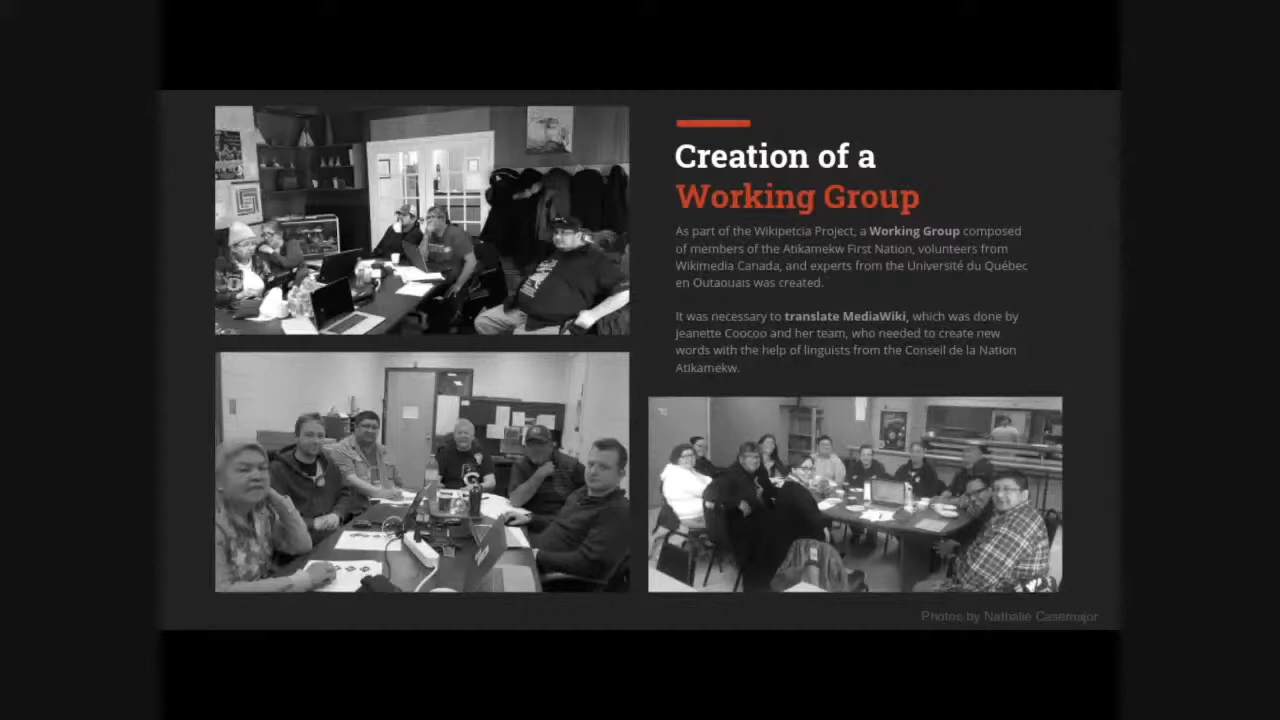 Creation of a
Working Group
As part of the Wikipetcia Project, a Working Group composed
of members of the Atikamekw First Nation, volunteers from
Wikimedia Canada, and experts from the Université du Québec
en Outaouais was created.
It was necessary to translate MediaWiki, which was done by
Jeanette Coocoo and her team, who needed to create new
words with the help of linguists from the Conseil de la Nation
Atikamekw.
Photos by Nathalie Casemajor